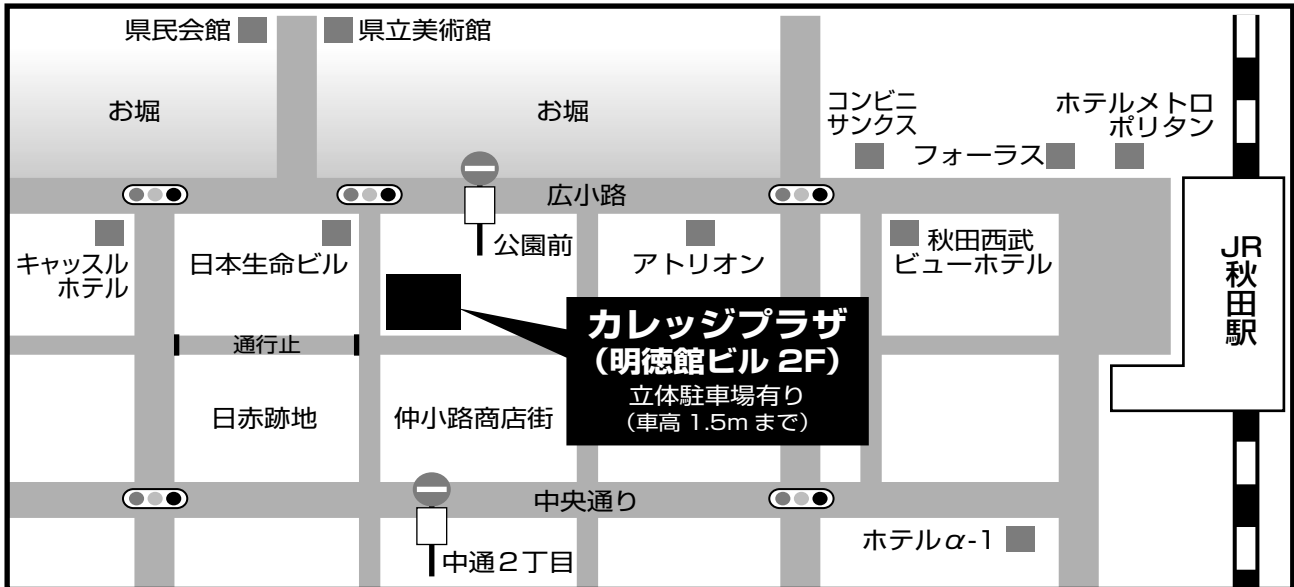 県民会館
県立美術館
お堀
お堀
コンビニ
サンクス
フォーラス
ホテルメトロ
ポリタン
広小路
公園前
キャッスル
ホテル
日本生命ビル
アトリオン
秋田西武
ビューホテル
JR
秋田駅
カレッジプラザ
（明徳館ビル 2F）
立体駐車場有り
（車高 1.5m まで）
通行止
日赤跡地
仲小路商店街
中央通り
中通２丁目
ホテルα-1